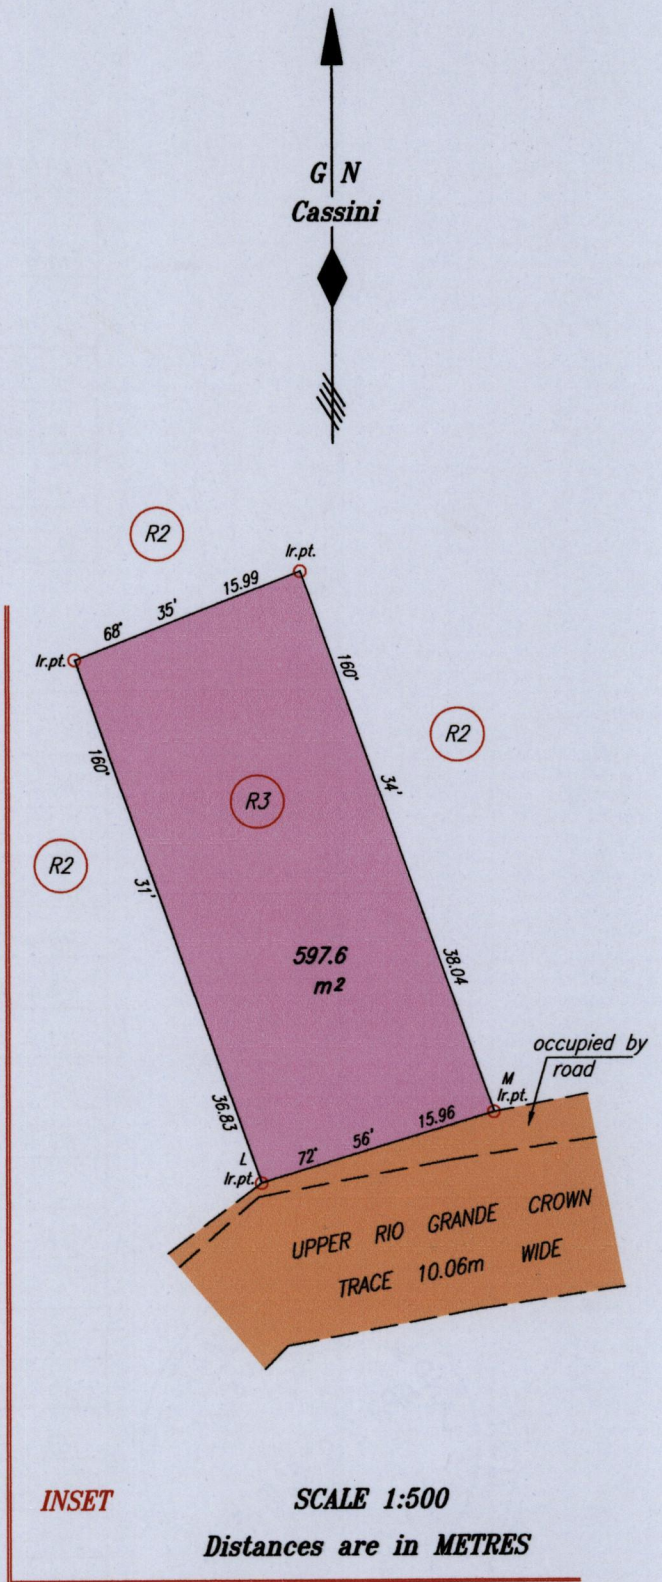 G N
Cassini
R2
Ir.pt.
15.99
35'
68°
Ir.pt.
160°
R2
160°
34'
R3
R2
31'
597.6
m2
38.04
occupied by
road
M
Ir.pt.
36.83
15.96
56'
72°
L
Ir.pt.
UPPER RIO GRANDE CROWN
TRACE 10.06m WIDE
INSET
SCALE 1:500
Distances are in METRES